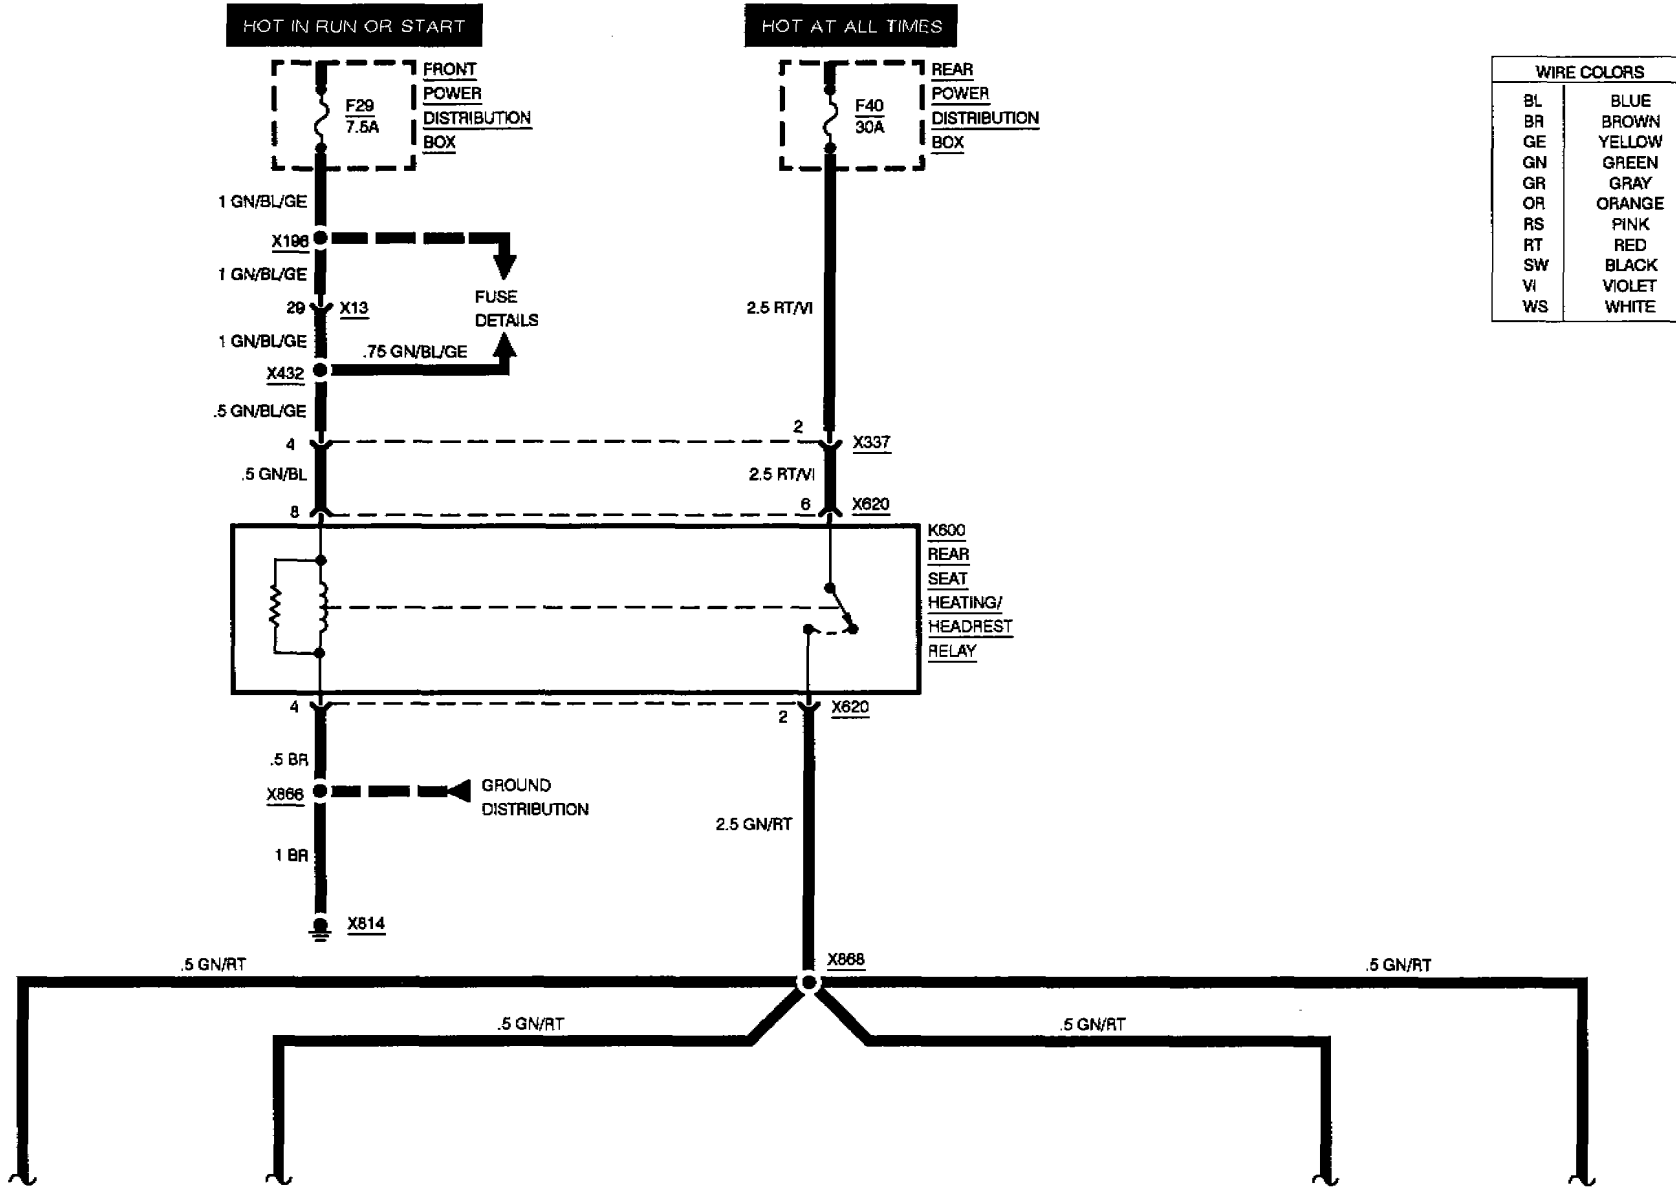 HOT IN RUN OR START
HOT AT ALL TIMES
FRONT
POWER
DISTRIBUTION
BOX
F29
7.5A
REAR
POWER
DISTRIBUTION
BOX
F40
30A
WIRE COLORS
BL BLUE
BR BROWN
GE YELLOW
GN GREEN
GR GRAY
OR ORANGE
RS PINK
RT RED
SW BLACK
VI VIOLET
WS WHITE
1 GN/BL/GE
X196
1 GN/BL/GE
29 X13
FUSE
DETAILS
2.5 RT/VI
1 GN/BL/GE
.75 GN/BL/GE
X432
.5 GN/BL/GE
4
2
X337
.5 GN/BL
2.5 RT/VI
8
6
X620
K600
REAR
SEAT
HEATING/
HEADREST
RELAY
4
2
X620
.5 BR
X866
GROUND
DISTRIBUTION
2.5 GN/RT
1 BR
X814
X868
.5 GN/RT
.5 GN/RT
.5 GN/RT
.5 GN/RT